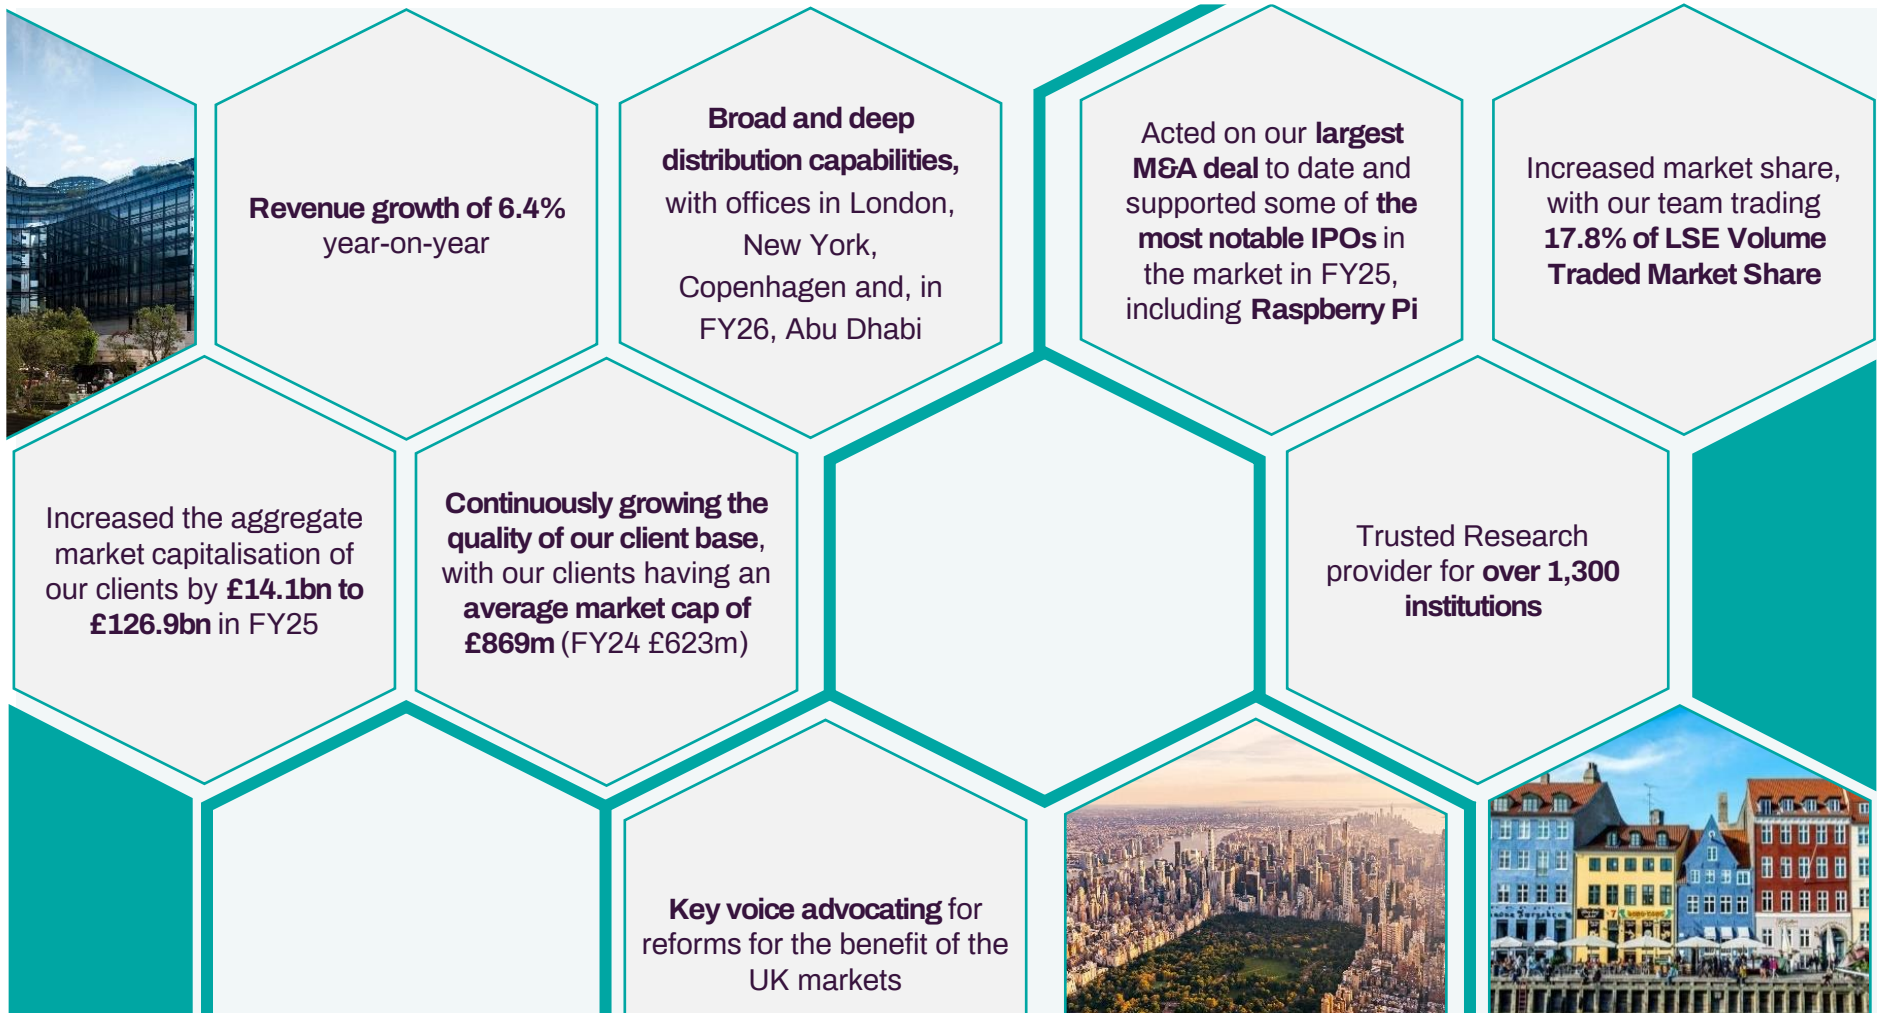 Revenue growth of 6.4%
year-on-year
Broad and deep
distribution capabilities,
with offices in London,
New York,
Copenhagen and, in
FY26, Abu Dhabi
Acted on our largest
M&A deal to date and
supported some of the
most notable IPOs in
the market in FY25,
including Raspberry Pi
Increased market share,
with our team trading
17.8% of LSE Volume
Traded Market Share
Increased the aggregate
market capitalisation of
our clients by £14.1bn to
£126.9bn in FY25
Continuously growing the
quality of our client base,
with our clients having an
average market cap of
£869m (FY24 £623m)
Trusted Research
provider for over 1,300
institutions
Key voice advocating for
reforms for the benefit of the
UK markets